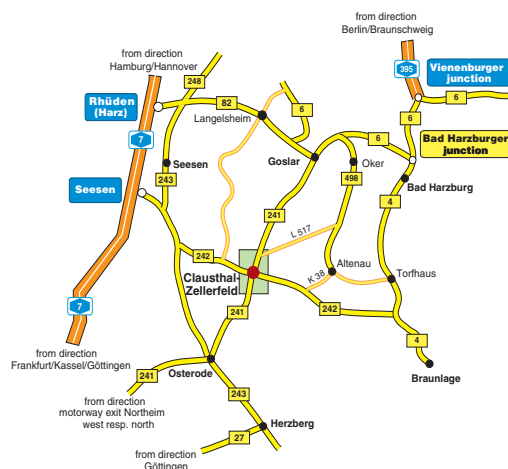 from direction
Berlin/Braunschweig
from direction
Hamburg/Hannover
395
Vienenburger
junction
248
6
6
Rhüden
(Harz)
82
6
Langelsheim
7
6
Bad Harzburger
junction
Seesen
Goslar
Oker
243
498
Bad Harzburg
Seesen
4
241
L 517
242
Altenau
Clausthal-
Zellerfeld
K 38
Torfhaus
7
241
242
4
from direction
Frankfurt/Kassel/Göttingen
Osterode
241
Braunlage
243
from direction
motorway exit Northeim
west resp. north
Herzberg
27
from direction
Göttingen